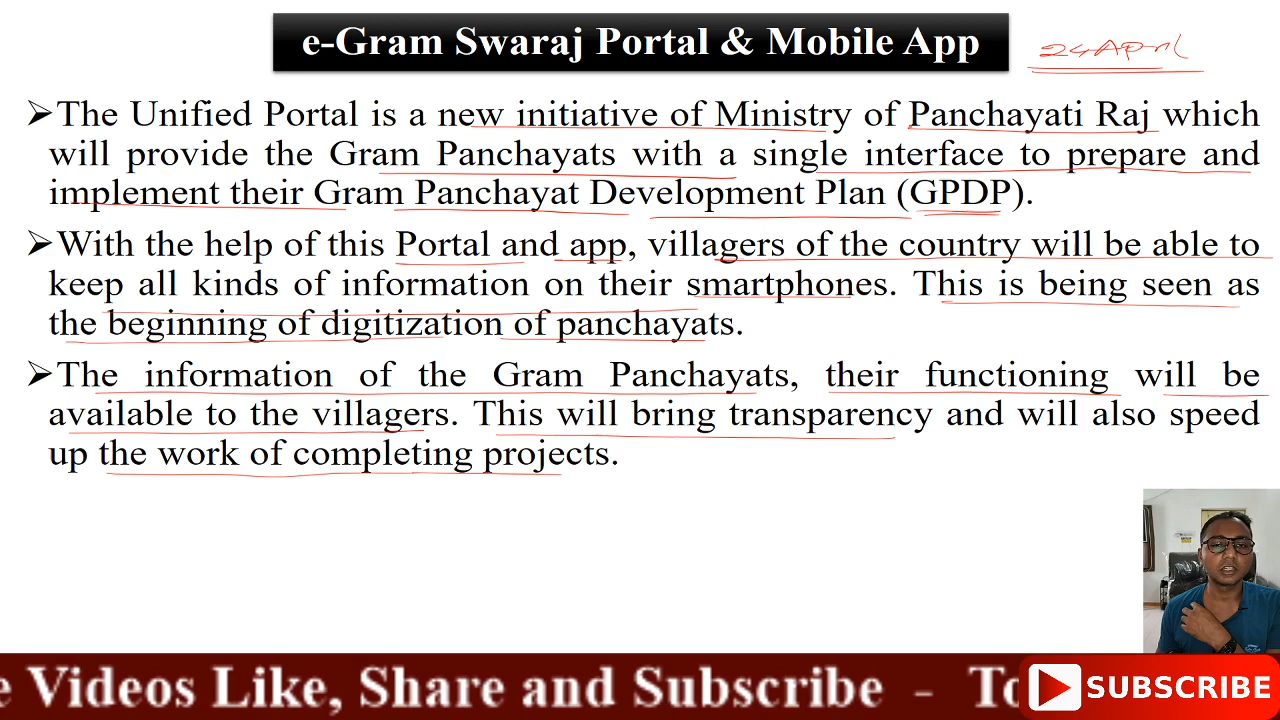 e-Gram Swaraj Portal & Mobile App
24 April
➢The Unified Portal is a new initiative of Ministry of Panchayati Raj which
will provide the Gram Panchayats with a single interface to prepare and
implement their Gram Panchayat Development Plan (GPDP).
➢With the help of this Portal and app, villagers of the country will be able to
keep all kinds of information on their smartphones. This is being seen as
the beginning of digitization of panchayats.
➢The information of the Gram Panchayats, their functioning will be
available to the villagers. This will bring transparency and will also speed
up the work of completing projects.
e Videos Like, Share and Subscribe - To
SUBSCRIBE